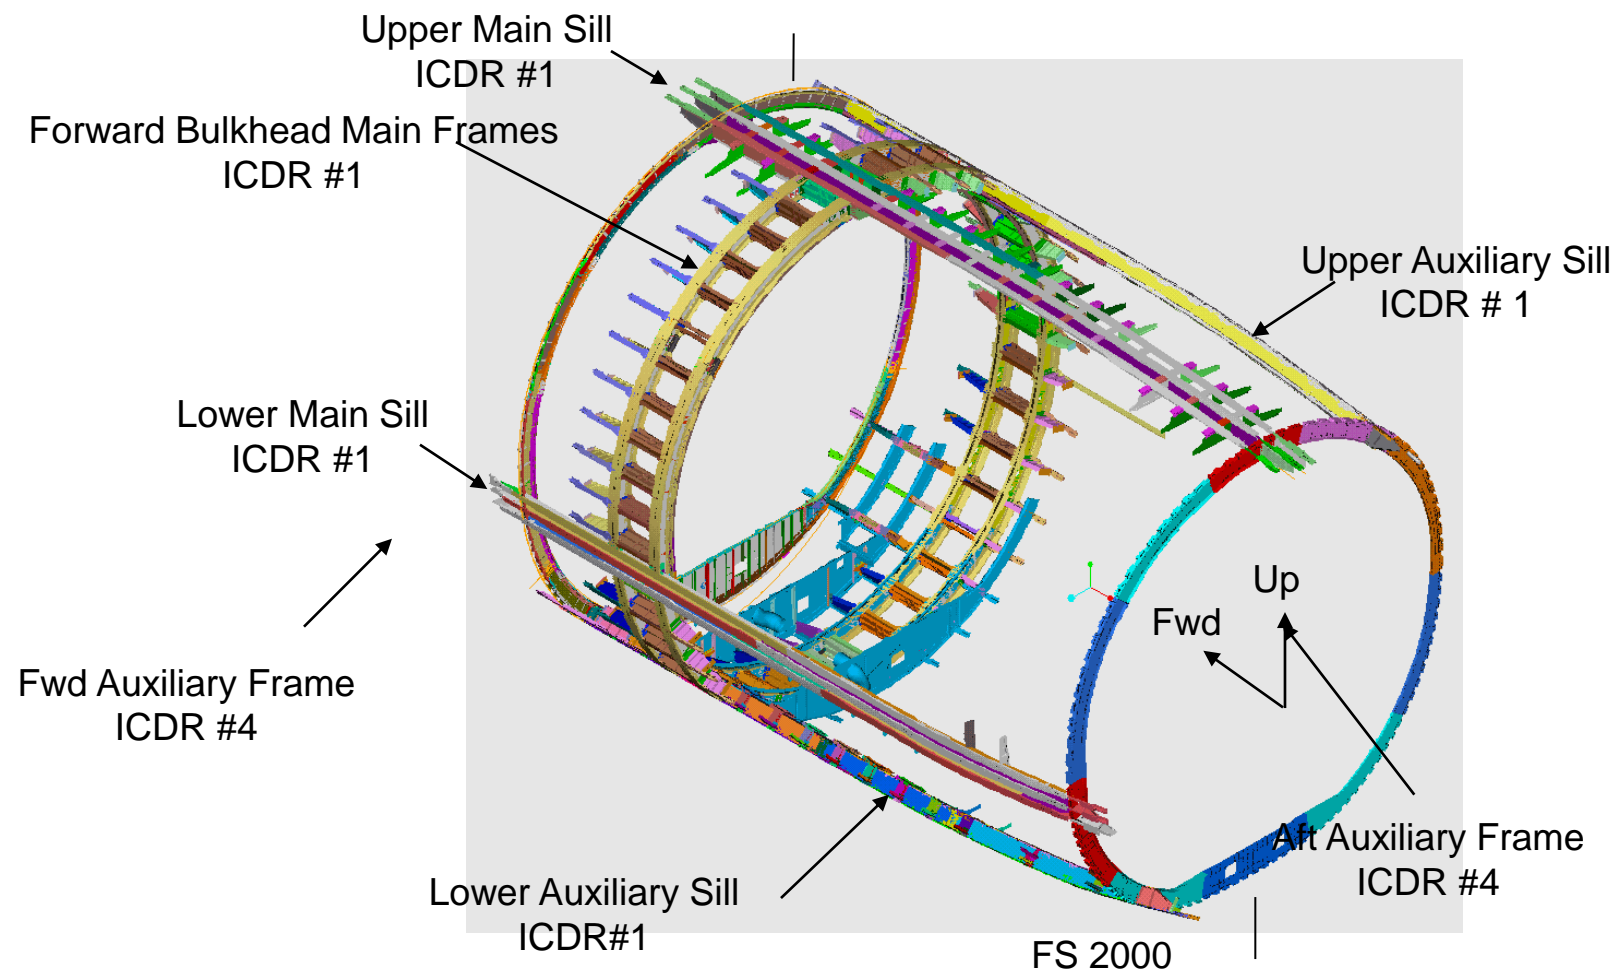 Upper Main Sill
ICDR #1
Forward Bulkhead Main Frames
ICDR #1
Upper Auxiliary Sill
ICDR # 1
Lower Main Sill
ICDR #1
Up
Fwd
Fwd Auxiliary Frame
ICDR #4
Aft Auxiliary Frame
ICDR #4
Lower Auxiliary Sill
ICDR#1
FS 2000